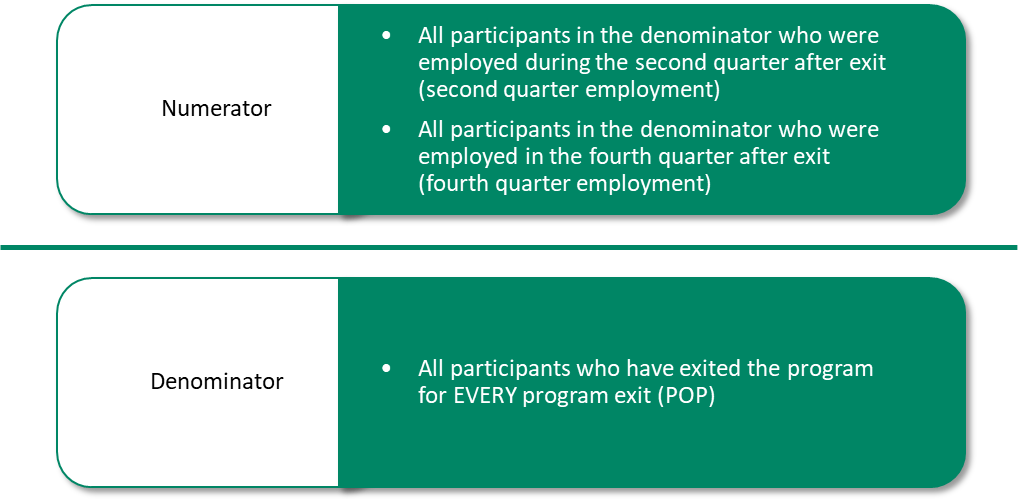 Numerator
• All participants in the denominator who were
employed during the second quarter after exit
(second quarter employment)
• All participants in the denominator who were
employed in the fourth quarter after exit
(fourth quarter employment)
Denominator
• All participants who have exited the program
for EVERY program exit (POP)